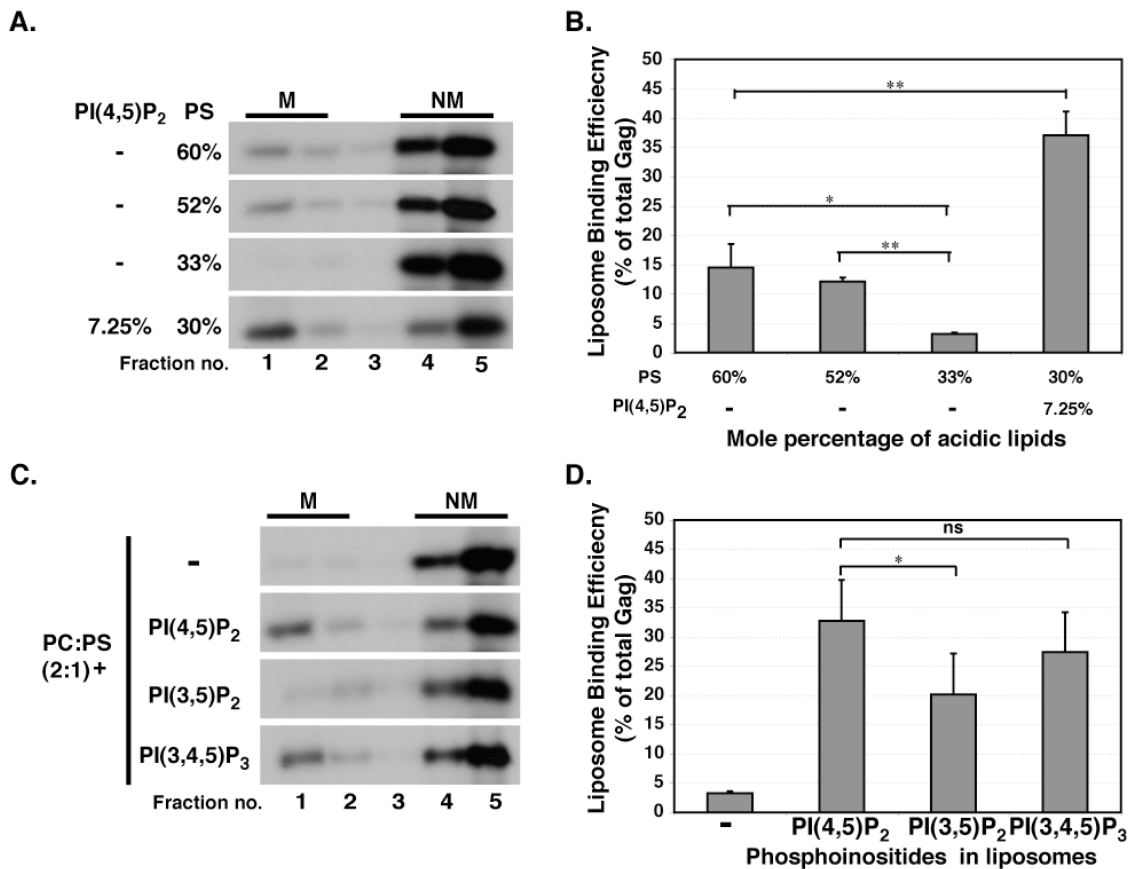 A.
M NM
PI(4,5)P2 PS
- 60%
- 52%
- 33%
7.25% 30%
Fraction no. 1 2 3 4 5
B.
Liposome Binding Efficiecny
(% of total Gag)
50
45
40
35
30
25
20
15
10
5
0
**
*
**
PS 60% 52% 33% 30%
PI(4,5)P2 - - - 7.25%
Mole percentage of acidic lipids
C.
M NM
PC:PS
(2:1)+
-
PI(4,5)P2
PI(3,5)P2
PI(3,4,5)P3
Fraction no. 1 2 3 4 5
D.
Liposome Binding Efficiecny
(% of total Gag)
50
45
40
35
30
25
20
15
10
5
0
ns
*
- PI(4,5)P2 PI(3,5)P2 PI(3,4,5)P3
Phosphoinositides in liposomes